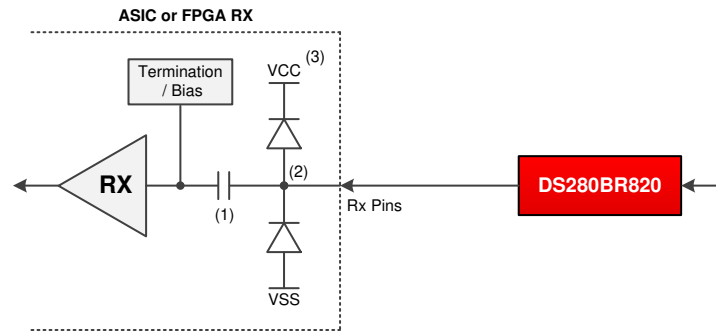 ASIC or FPGA RX
(3)
VCC
Termination
/ Bias
(2)
RX
DS280BR820
(1)
Rx Pins
VSS